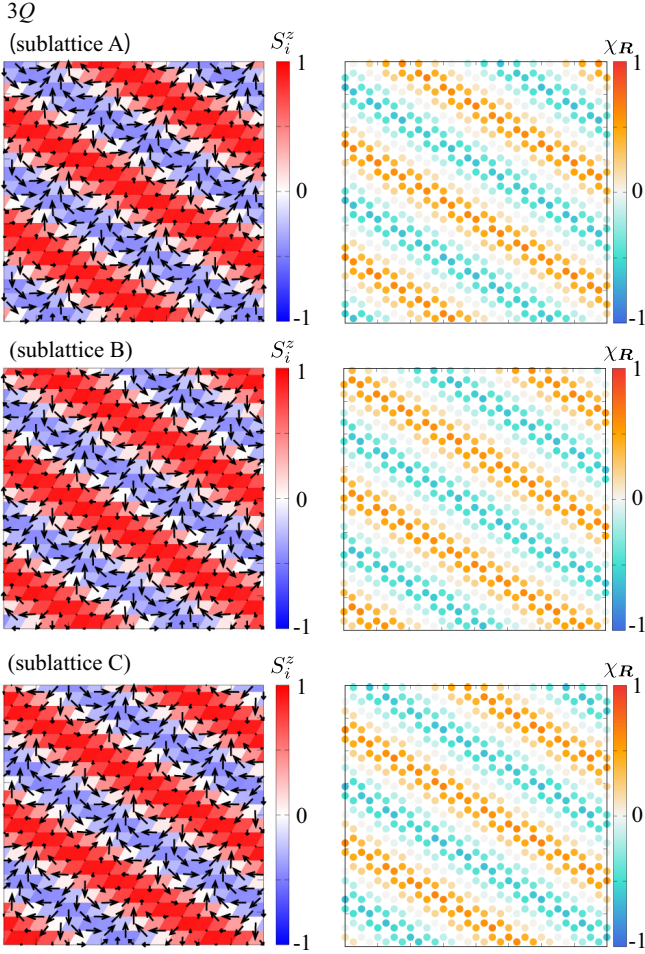 3Q
(sublattice A)
S_i^z
χ_R
1
0
-1
1
0
-1
(sublattice B)
S_i^z
χ_R
1
0
-1
1
0
-1
(sublattice C)
S_i^z
χ_R
1
0
-1
1
0
-1